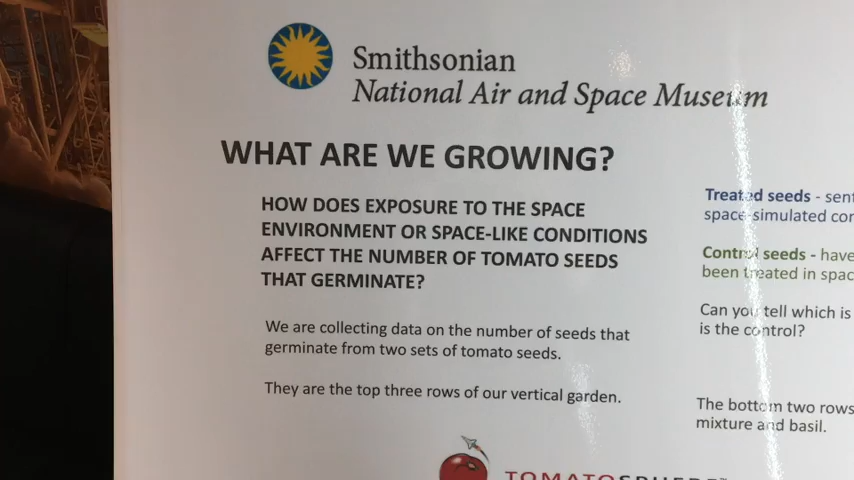 Smithsonian
National Air and Space Museum
WHAT ARE WE GROWING?
HOW DOES EXPOSURE TO THE SPACE
ENVIRONMENT OR SPACE-LIKE CONDITIONS
AFFECT THE NUMBER OF TOMATO SEEDS
THAT GERMINATE?
We are collecting data on the number of seeds that
germinate from two sets of tomato seeds.
They are the top three rows of our vertical garden.
Treated seeds - sent
space-simulated con
Control seeds - have
been treated in spac
Can you tell which is
is the control?
The bottom two rows
mixture and basil.
TOMATOSPHERE™